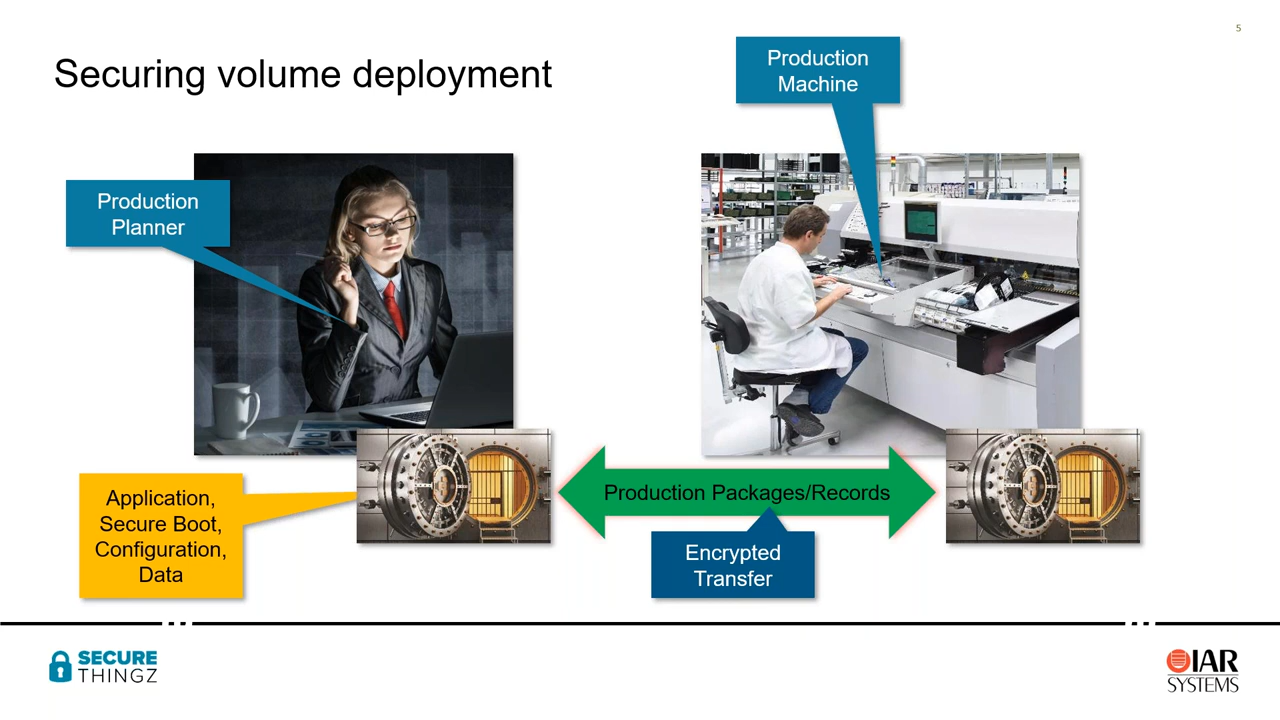 5
Securing volume deployment
Production
Machine
Production
Planner
Production Packages/Records
Application,
Secure Boot,
Configuration,
Data
Encrypted
Transfer
SECURE
THINGZ
IAR
SYSTEMS